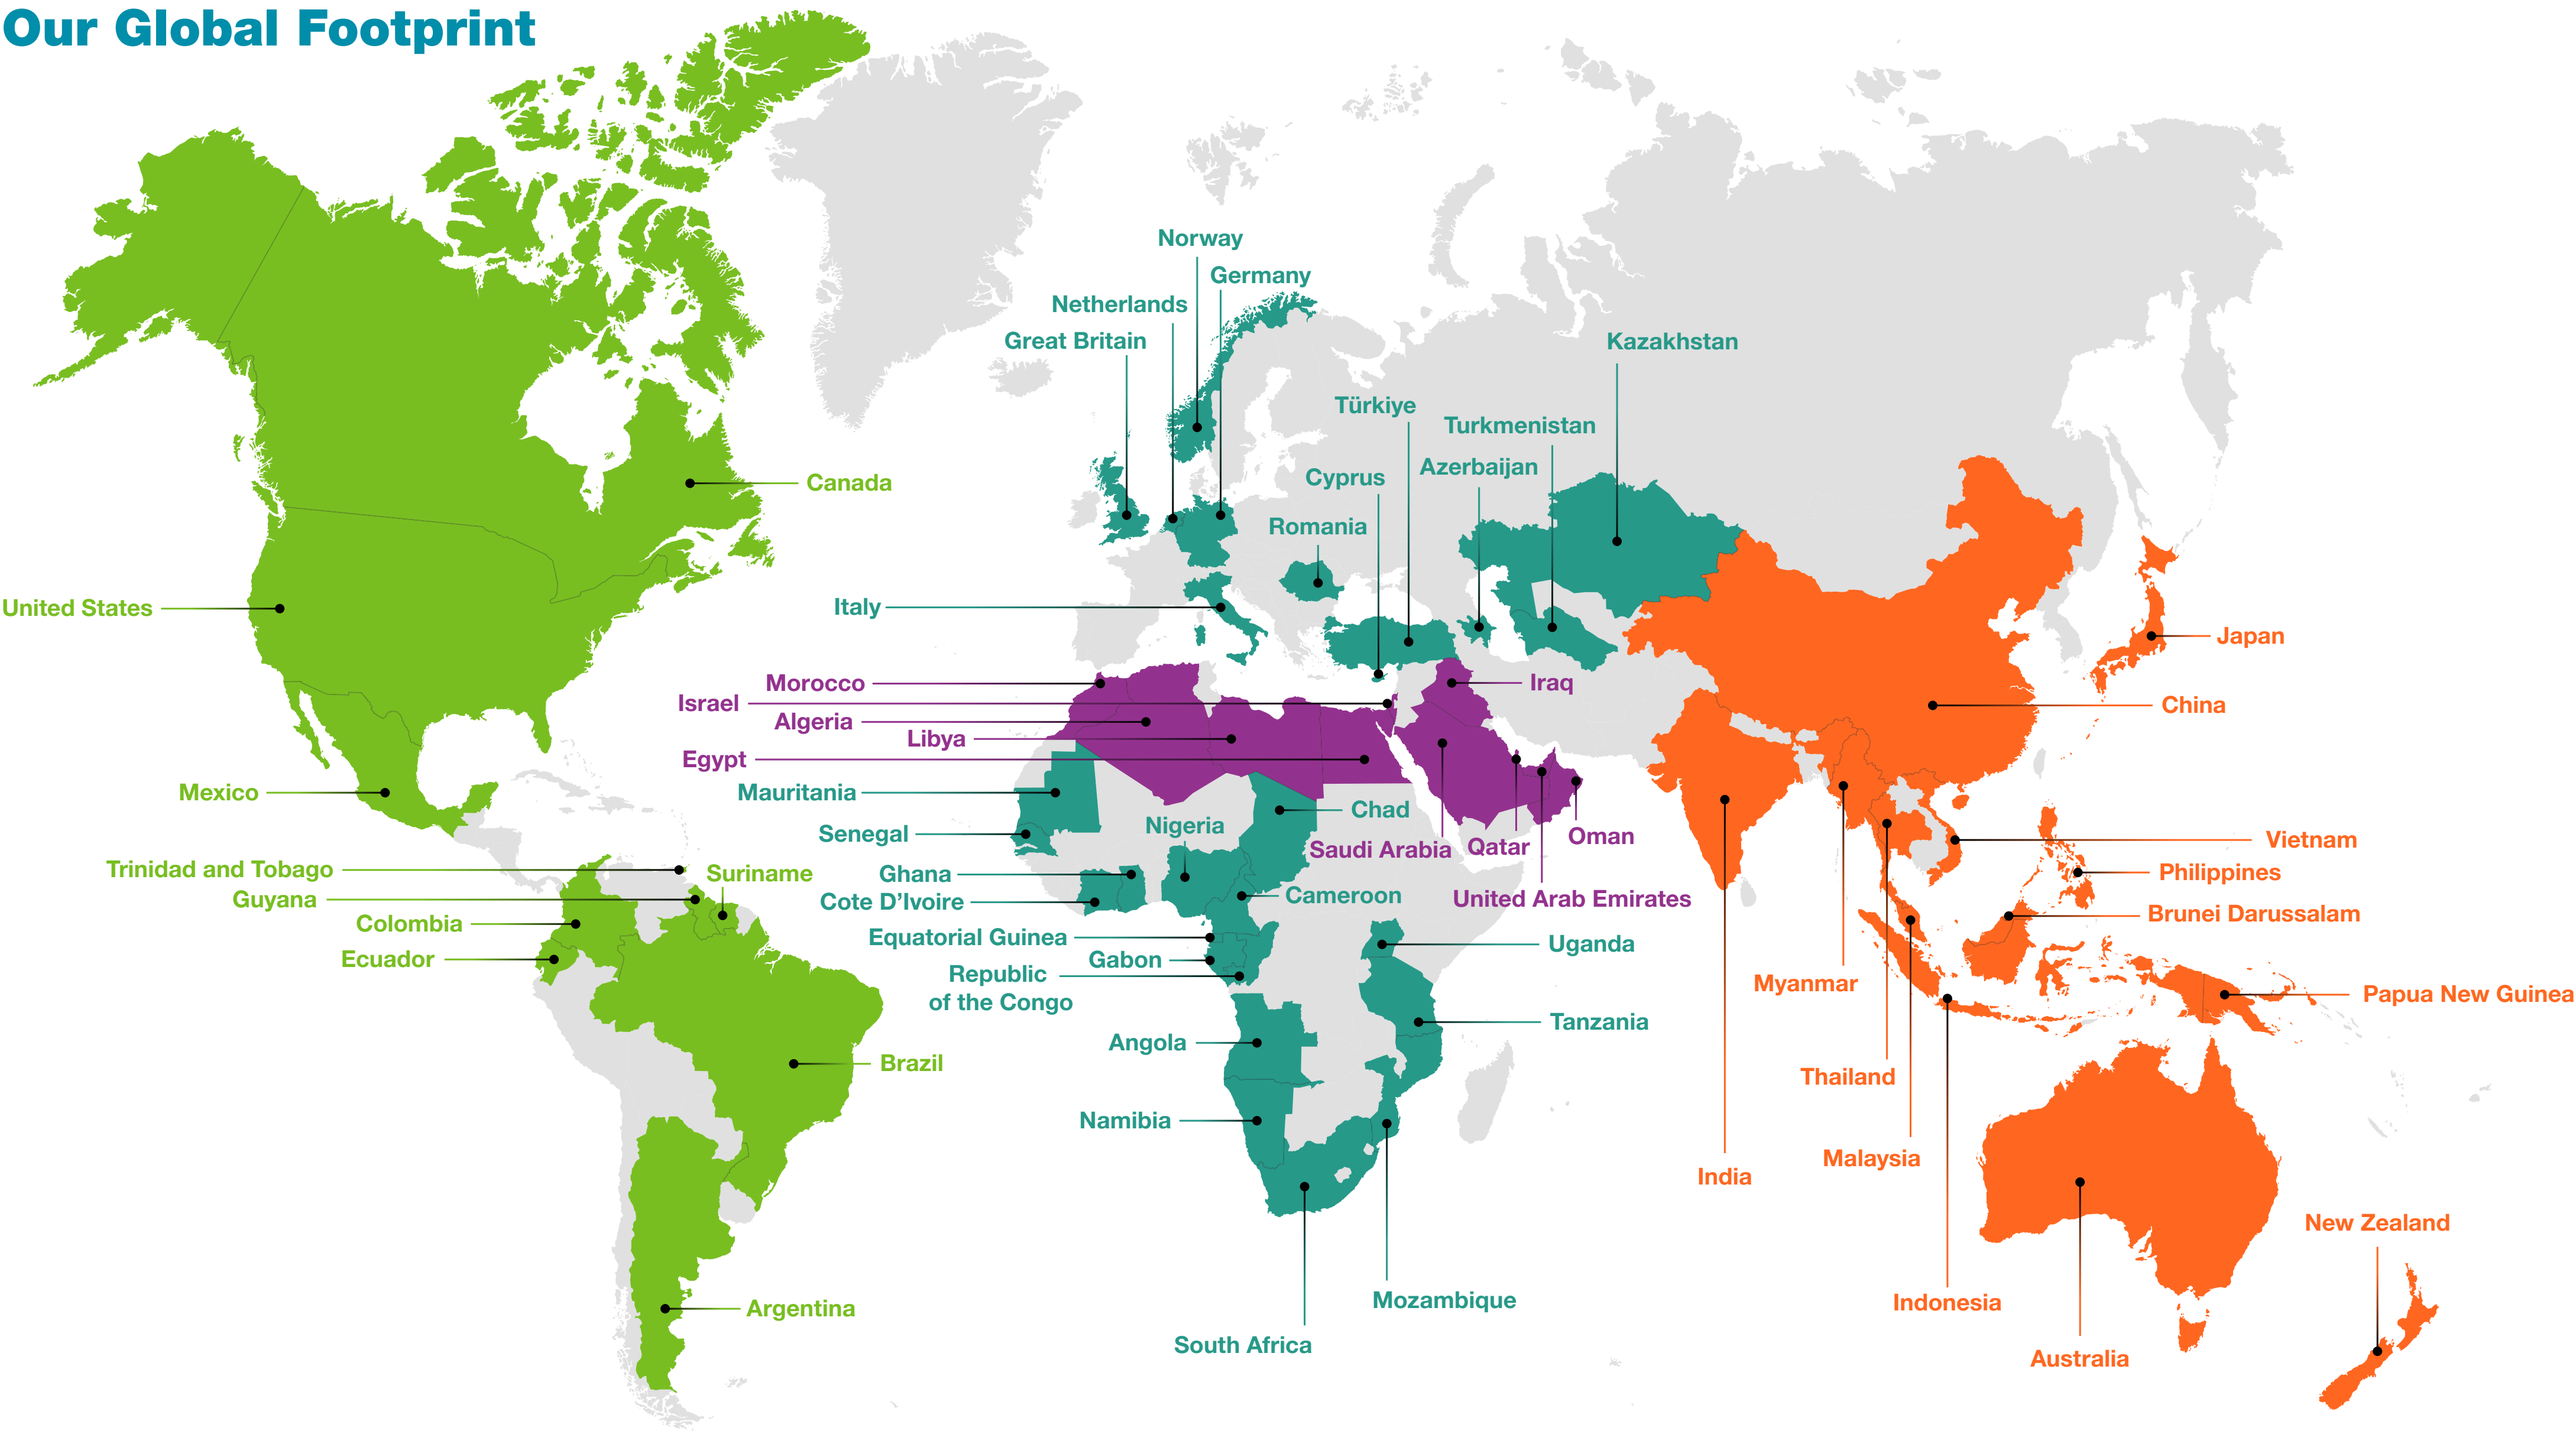 Our Global Footprint
Norway
Germany
Netherlands
Great Britain
Kazakhstan
Türkiye
Turkmenistan
Azerbaijan
Cyprus
Canada
Romania
United States
Italy
Japan
Morocco
Iraq
Israel
China
Algeria
Libya
Egypt
Mexico
Mauritania
Chad
Nigeria
Senegal
Oman
Vietnam
Saudi Arabia
Qatar
Trinidad and Tobago
Suriname
Ghana
Philippines
Guyana
Cote D’Ivoire
Cameroon
United Arab Emirates
Brunei Darussalam
Colombia
Equatorial Guinea
Uganda
Ecuador
Gabon
Republic
of the Congo
Myanmar
Papua New Guinea
Tanzania
Angola
Brazil
Thailand
Namibia
Malaysia
India
New Zealand
Mozambique
Indonesia
Argentina
South Africa
Australia